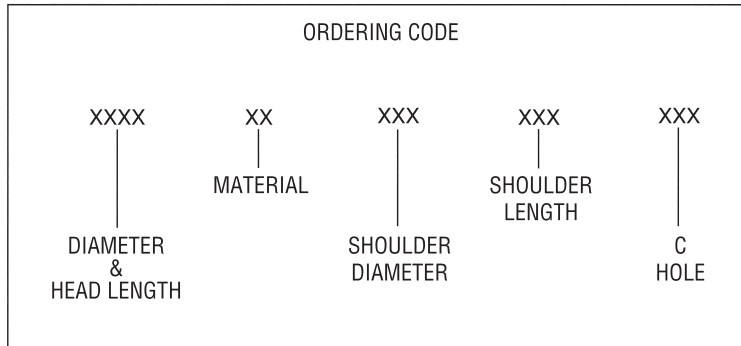 ORDERING CODE
XXXX XX XXX XXX XXX
MATERIAL
SHOULDER
LENGTH
DIAMETER
&
HEAD LENGTH
SHOULDER
DIAMETER
C
HOLE